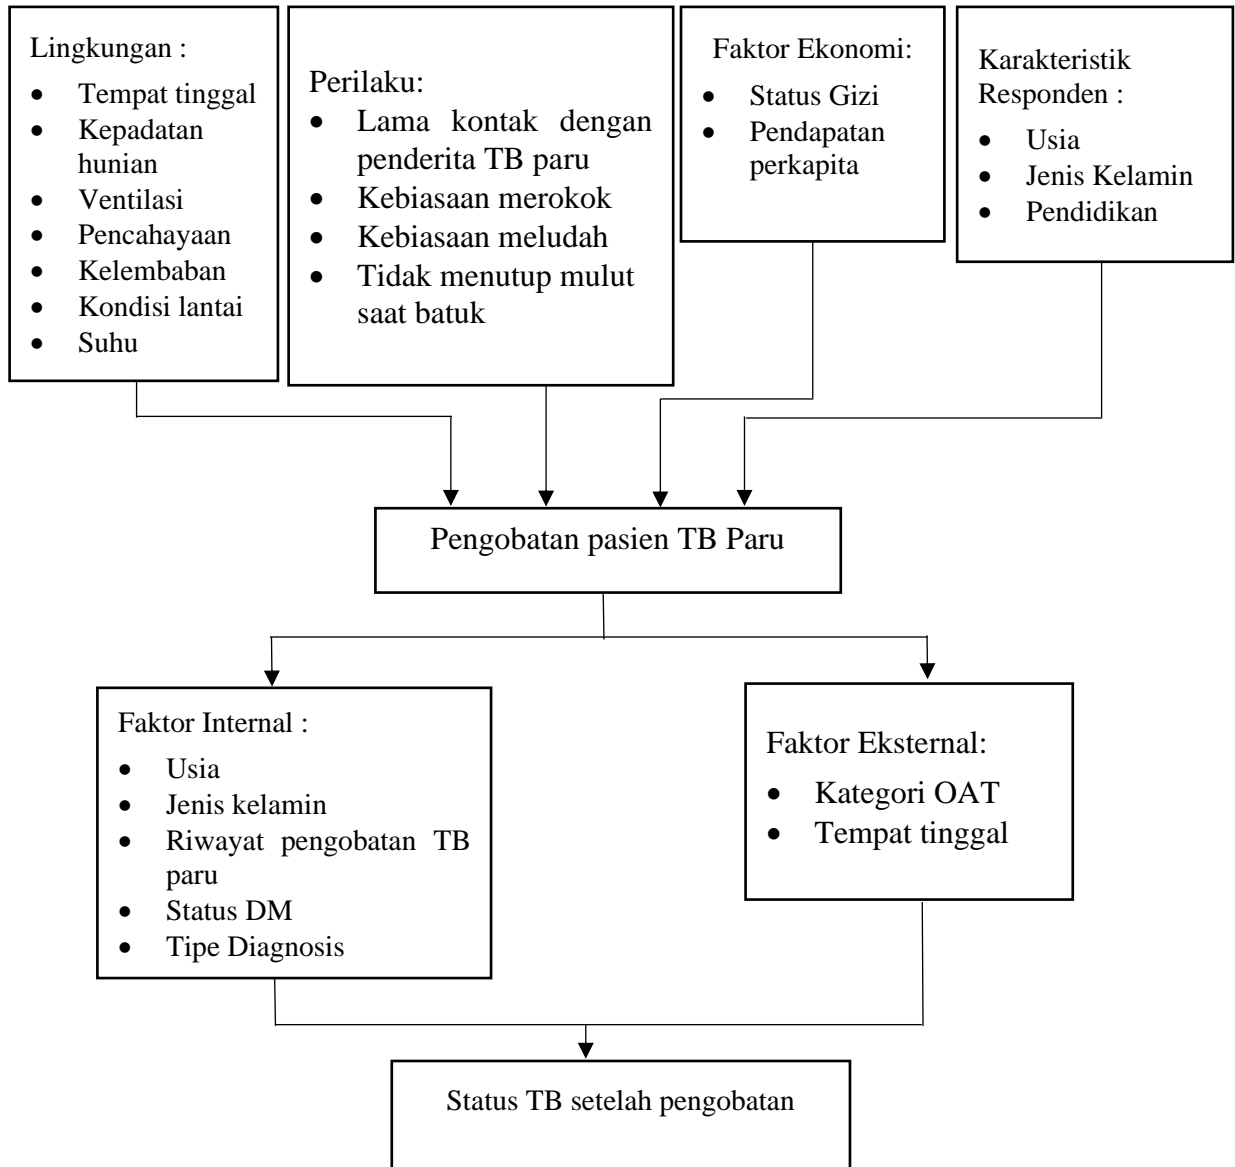 Lingkungan :
• Tempat tinggal
• Kepadatan
hunian
• Ventilasi
• Pencahayaan
• Kelembaban
• Kondisi lantai
• Suhu
Perilaku:
• Lama kontak dengan
penderita TB paru
• Kebiasaan merokok
• Kebiasaan meludah
• Tidak menutup mulut
saat batuk
Faktor Ekonomi:
• Status Gizi
• Pendapatan
perkapita
Karakteristik
Responden :
• Usia
• Jenis Kelamin
• Pendidikan
Pengobatan pasien TB Paru
Faktor Internal :
• Usia
• Jenis kelamin
• Riwayat pengobatan TB
paru
• Status DM
• Tipe Diagnosis
Faktor Eksternal:
• Kategori OAT
• Tempat tinggal
Status TB setelah pengobatan